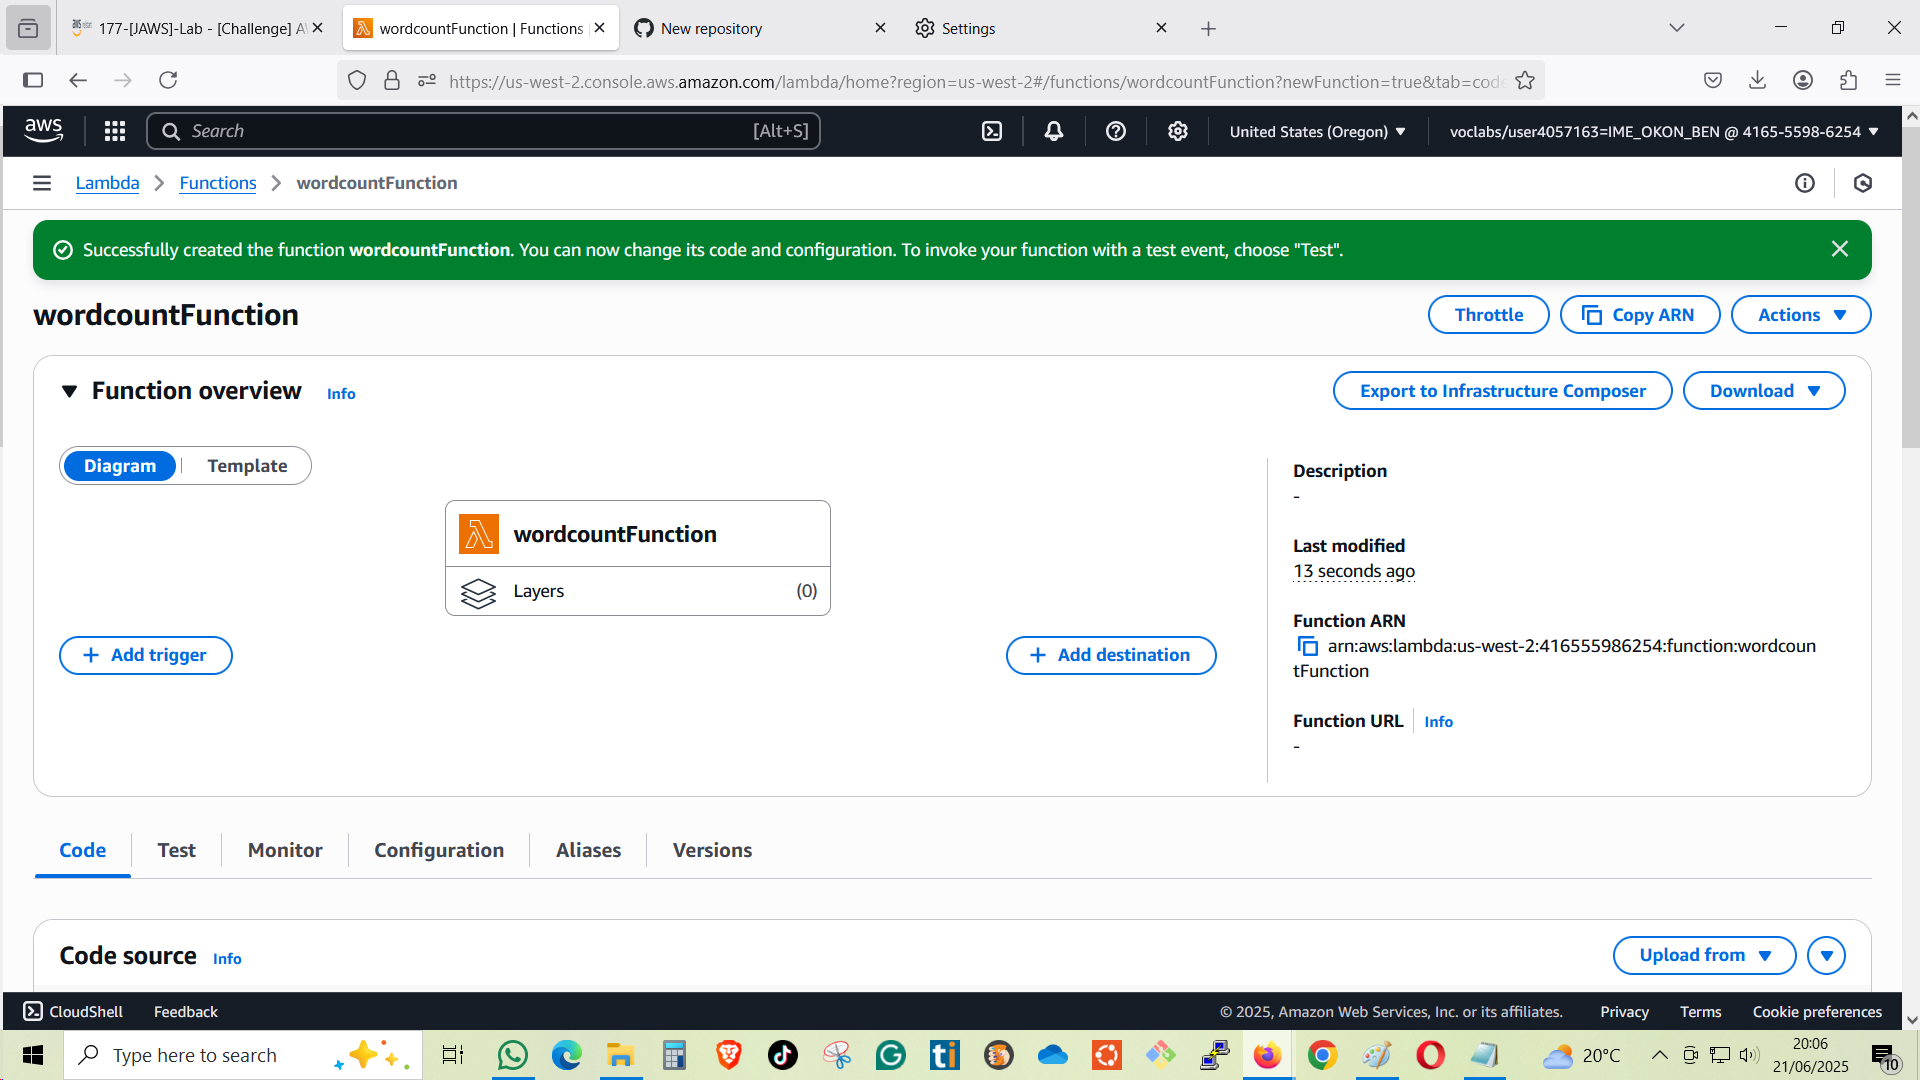 177-[JAWS]-Lab - [Challenge] A
wordcountFunction | Functions
New repository
Settings
https://us-west-2.console.aws.amazon.com/lambda/home?region=us-west-2#/functions/wordcountFunction?newFunction=true&tab=cod
aws
Search
[Alt+S]
United States (Oregon)
voclabs/user4057163=IME_OKON_BEN @ 4165-5598-6254
Lambda
Functions
wordcountFunction
Successfully created the function wordcountFunction. You can now change its code and configuration. To invoke your function with a test event, choose "Test".
wordcountFunction
Throttle
Copy ARN
Actions
Function overview
Info
Export to Infrastructure Composer
Download
Diagram
Template
wordcountFunction
Layers
(0)
Add trigger
Add destination
Description
-
Last modified
13 seconds ago
Function ARN
arn:aws:lambda:us-west-2:416555986254:function:wordcoun
tFunction
Function URL
Info
-
Code
Test
Monitor
Configuration
Aliases
Versions
Code source
Info
Upload from
CloudShell
Feedback
© 2025, Amazon Web Services, Inc. or its affiliates.
Privacy
Terms
Cookie preferences
Type here to search
20°C
20:06
21/06/2025
10